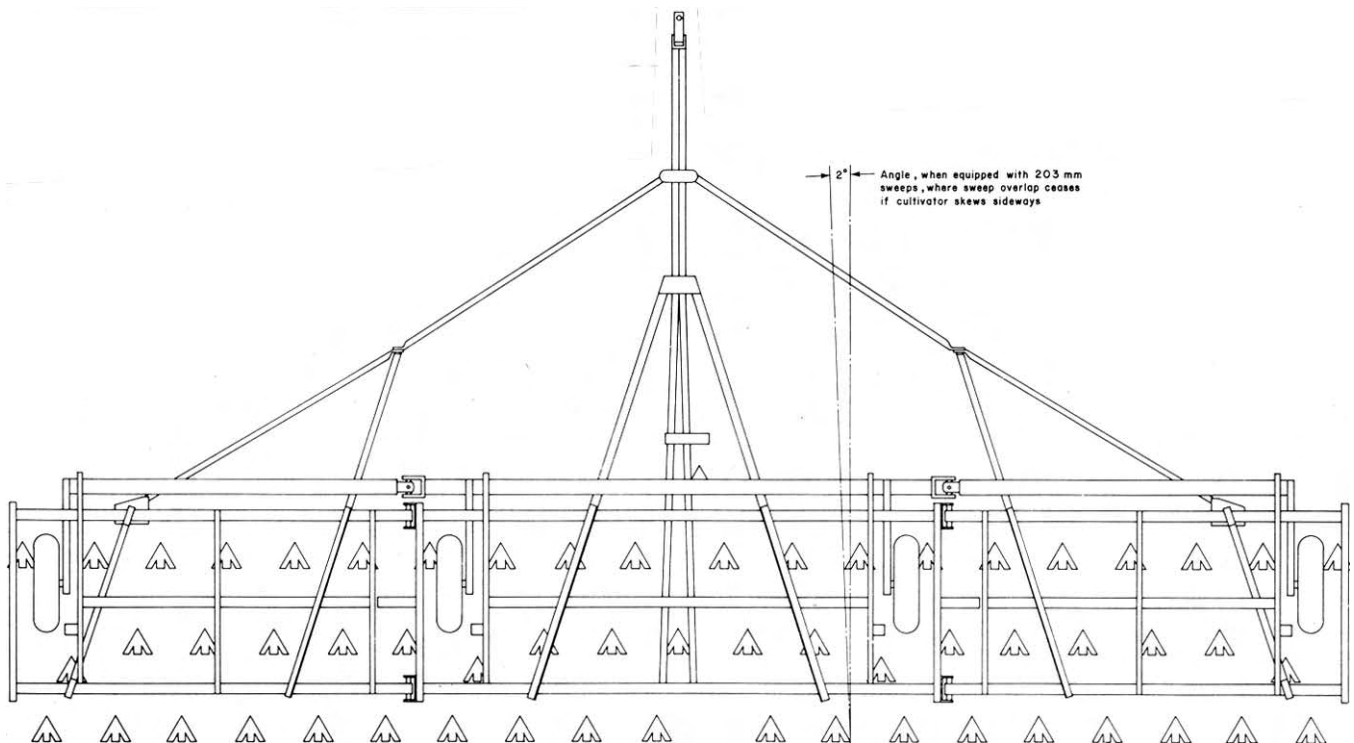 2° Angle, when equipped with 203 mm
sweeps, where sweep overlap ceases
if cultivator skews sideways